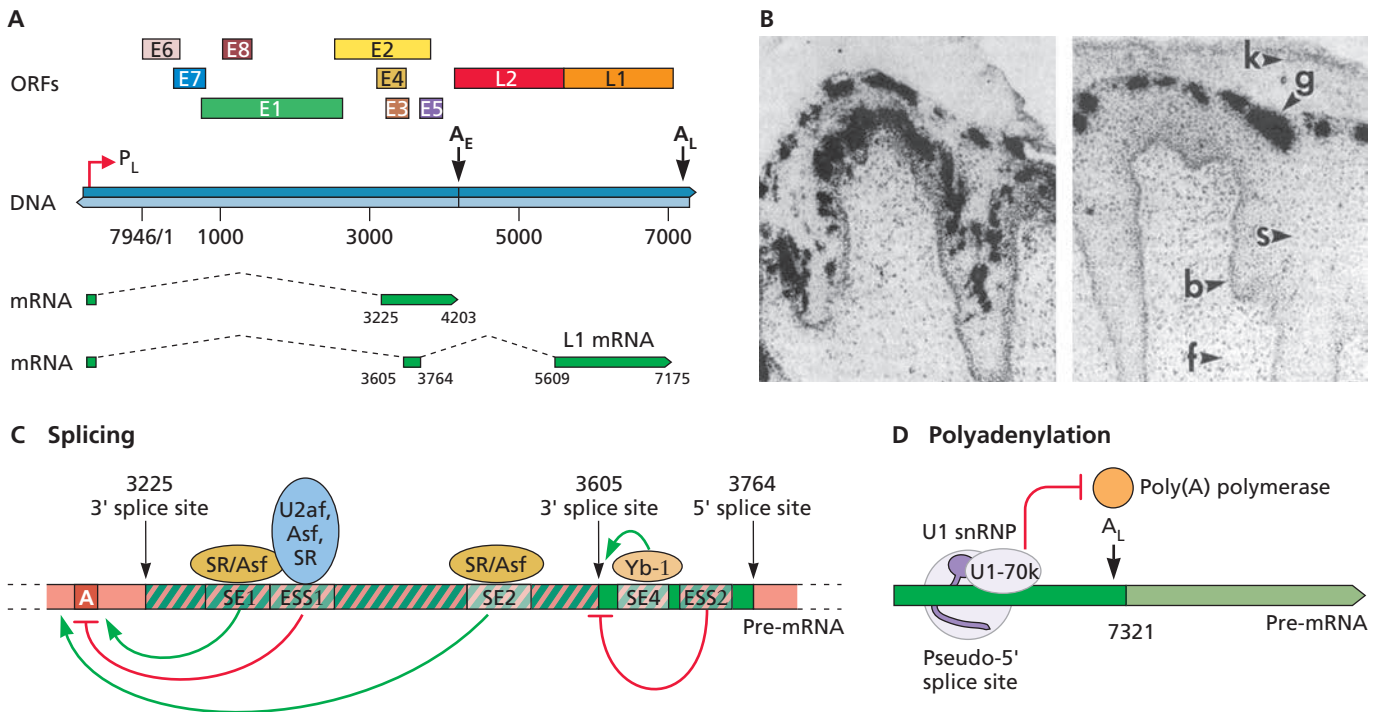 A
B
E6 E8 E2
ORFs
E7 E4 L2 L1
E3 E5
E1
P_L
A_E
A_L
DNA
7946/1 1000 3000 5000 7000
mRNA
3225 4203
L1 mRNA
mRNA
3605 3764 5609 7175
k
g
s
b
f
C Splicing
3225
3' splice site
3605
3' splice site
3764
5' splice site
U2af,
Asf,
SR
SR/Asf
SR/Asf
Yb-1
A SE1 ESS1 SE2 SE4 ESS2
Pre-mRNA
D Polyadenylation
Poly(A) polymerase
U1 snRNP
A_L
U1-70k
7321
Pre-mRNA
Pseudo-5'
splice site